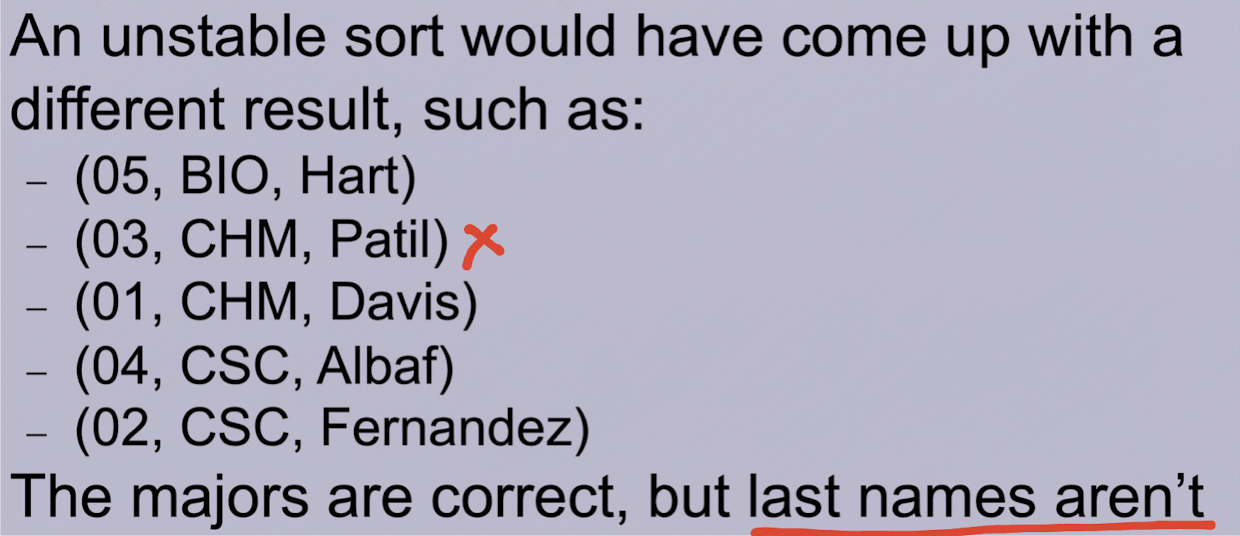 An unstable sort would have come up with a
different result, such as:
– (05, BIO, Hart)
– (03, CHM, Patil)
– (01, CHM, Davis)
– (04, CSC, Albaf)
– (02, CSC, Fernandez)
The majors are correct, but last names aren’t